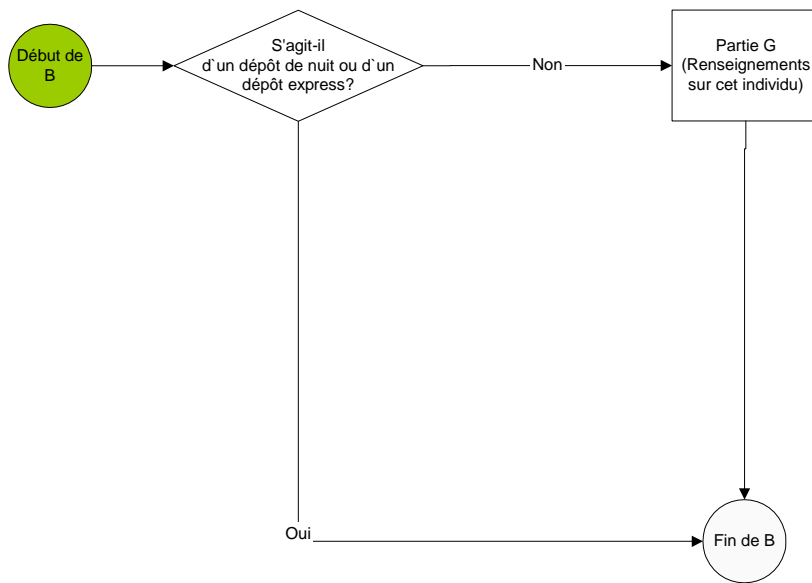 Début de
B
S'agit-il
d`un dépôt de nuit ou d`un
dépôt express?
Non
Partie G
(Renseignements
sur cet individu)
Oui
Fin de B